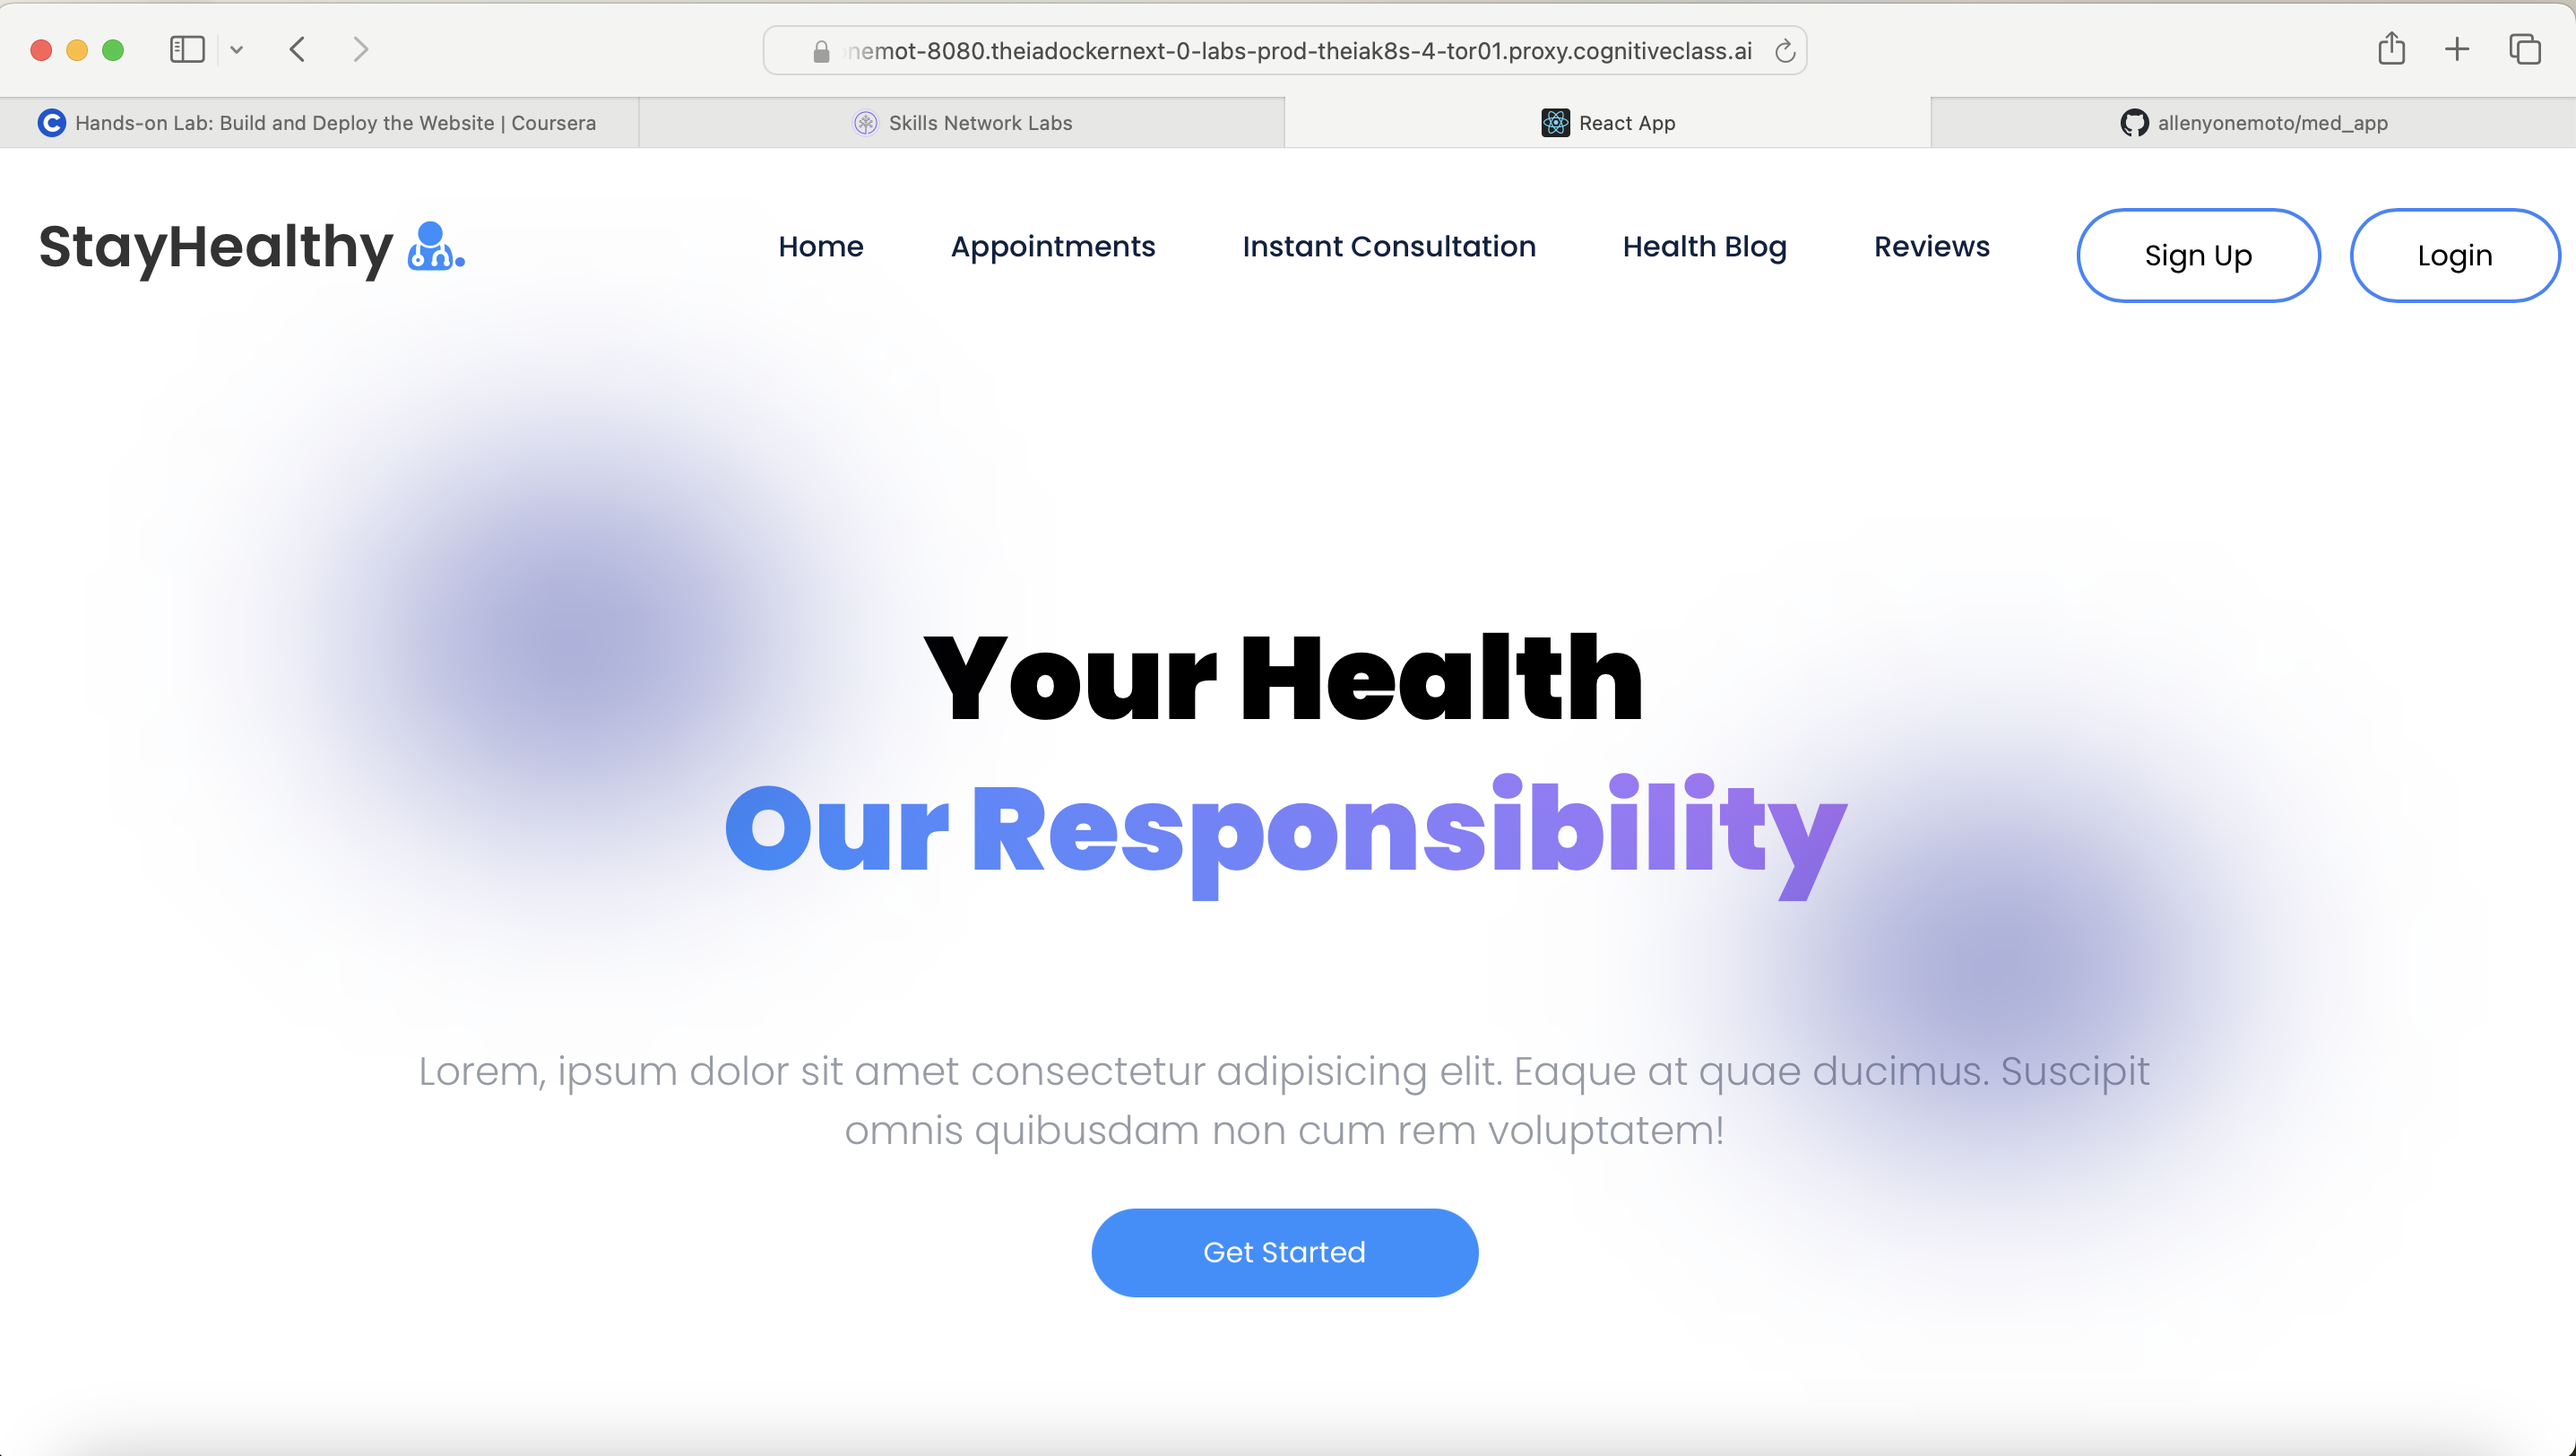 nemot-8080.theiadockernext-0-labs-prod-theiak8s-4-tor01.proxy.cognitiveclass.ai
Hands-on Lab: Build and Deploy the Website | Coursera
Skills Network Labs
React App
allenyonemoto/med_app
StayHealthy
Home
Appointments
Instant Consultation
Health Blog
Reviews
Sign Up
Login
Your Health
Our Responsibility
Lorem, ipsum dolor sit amet consectetur adipisicing elit. Eaque at quae ducimus. Suscipit
omnis quibusdam non cum rem voluptatem!
Get Started